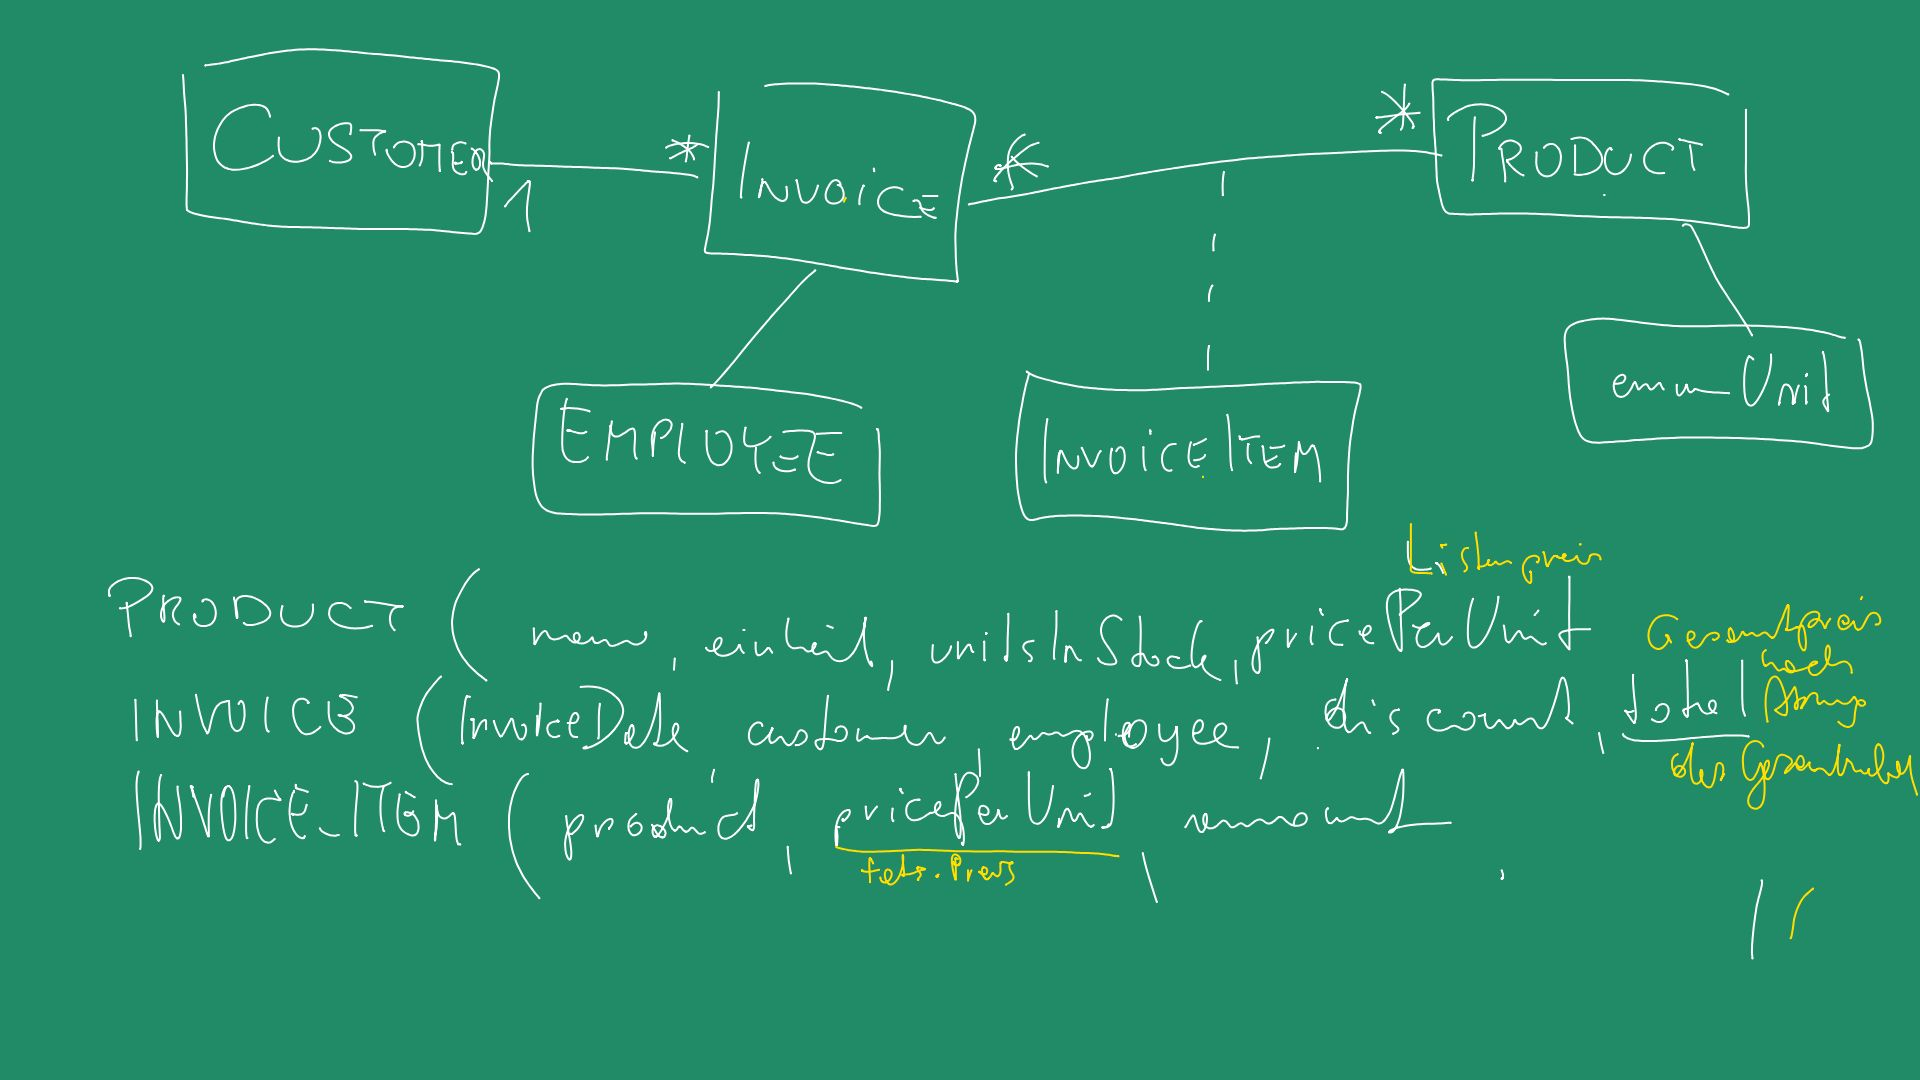 CUSTOMER
1
*
INVOICE
*
*
PRODUCT
EMPLOYEE
INVOICEITEM
enum Unit
Listenpreis
PRODUCT ( name, einheit, unitsInStock, pricePerUnit
Gesamtpreis
nach
Abzug
des Gesamtrabatt
INVOICE (InvoiceDate, customer, employee, discount, total
INVOICE_ITEM ( product, pricePerUnit,
tats. Preis